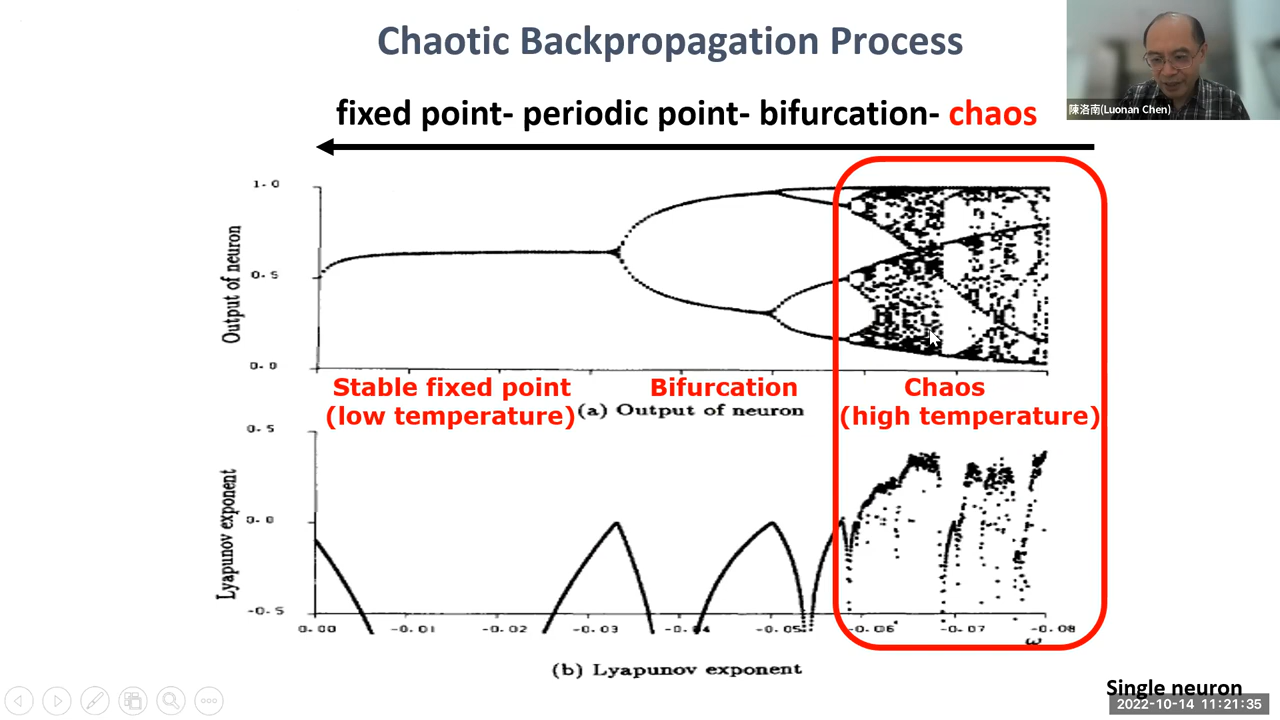 Chaotic Backpropagation Process
陳洛南(Luonan Chen)
fixed point- periodic point- bifurcation- chaos
Output of neuron
1.0
0.5
0.0
Stable fixed point
(low temperature)
Bifurcation
Chaos
(high temperature)
(a) Output of neuron
Lyapunov exponent
0.5
0.0
-0.5
0.00 -0.01 -0.02 -0.03 -0.04 -0.05 -0.06 -0.07 -0.08
ω
(b) Lyapunov exponent
Single neuron
2022-10-14 11:21:35